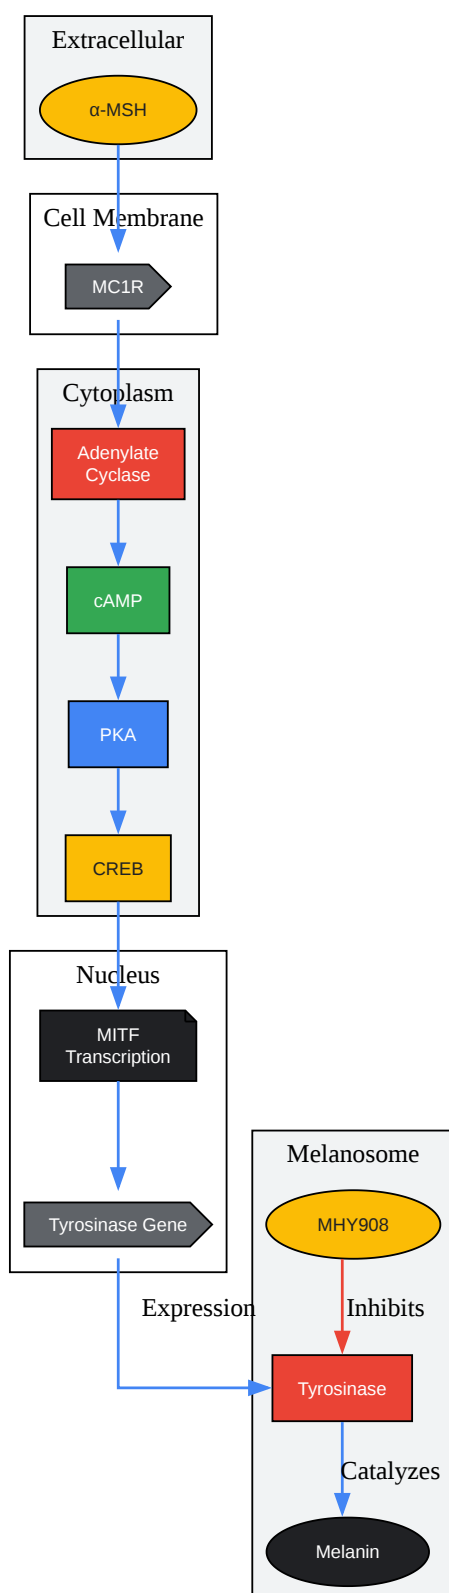 Extracellular
α-MSH
Cell Membrane
MC1R
Cytoplasm
Adenylate
Cyclase
cAMP
PKA
CREB
Nucleus
MITF
Transcription
Tyrosinase Gene
Expression
Melanosome
MHY908
Inhibits
Tyrosinase
Catalyzes
Melanin